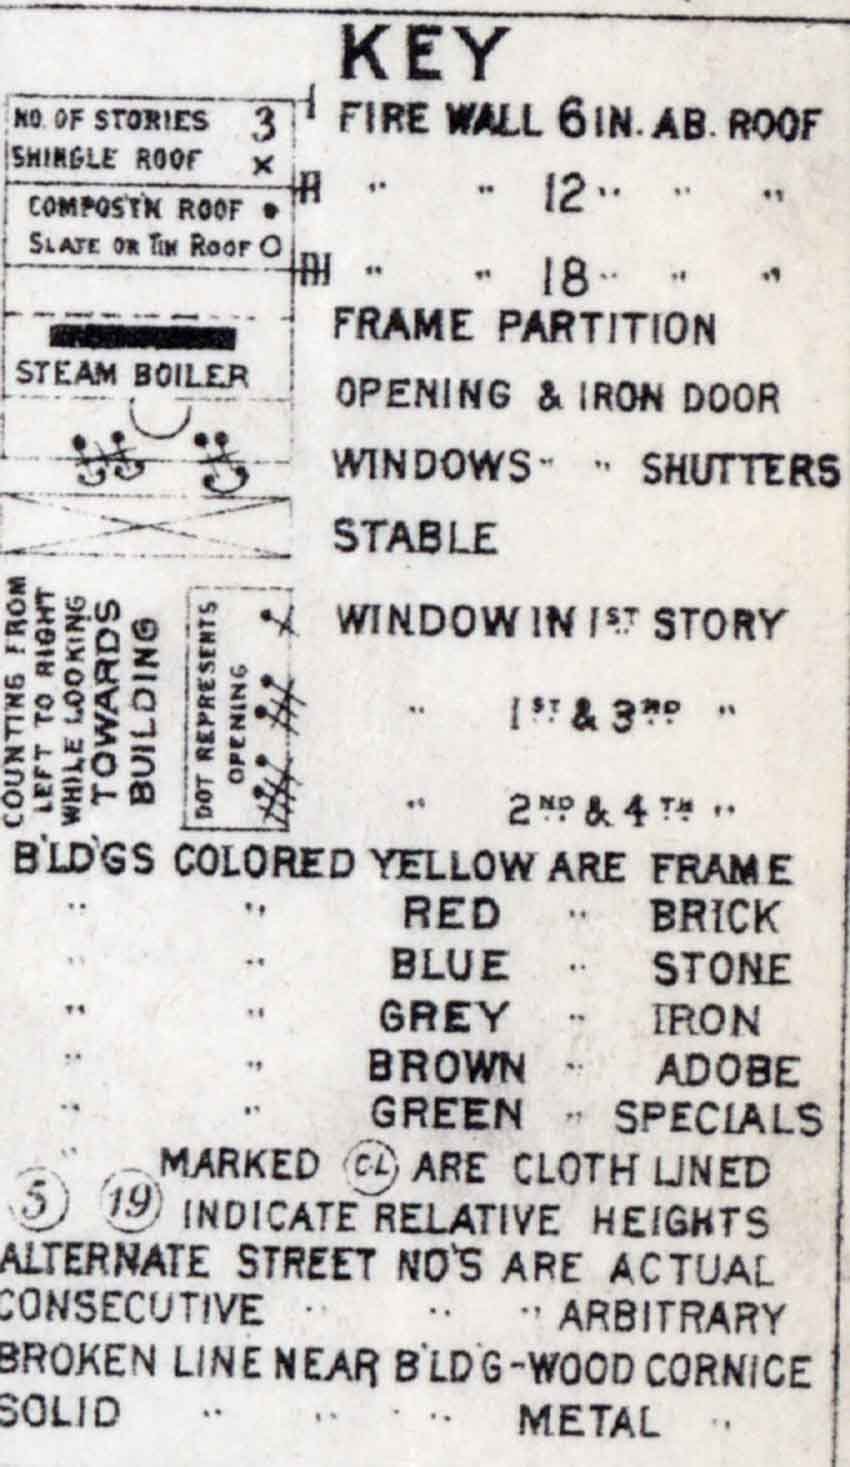 KEY
NO. OF STORIES 3
SHINGLE ROOF x
COMPOST'N ROOF •
SLATE OR TIN ROOF O
STEAM BOILER
FIRE WALL 6 IN. AB. ROOF
" " 12 " " "
" " 18 " " "
FRAME PARTITION
OPENING & IRON DOOR
WINDOWS " " SHUTTERS
STABLE
COUNTING FROM
LEFT TO RIGHT
WHILE LOOKING
TOWARDS
BUILDING
DOT REPRESENTS
OPENING
WINDOW IN 1ST STORY
" 1ST & 3RD "
" 2ND & 4TH "
B'LD'GS COLORED YELLOW ARE FRAME
" " RED " BRICK
" " BLUE " STONE
" " GREY " IRON
" " BROWN " ADOBE
" " GREEN " SPECIALS
" MARKED CL ARE CLOTH LINED
5 19 INDICATE RELATIVE HEIGHTS
ALTERNATE STREET NO'S ARE ACTUAL
CONSECUTIVE " " " ARBITRARY
BROKEN LINE NEAR B'LD'G-WOOD CORNICE
SOLID " " " " METAL "